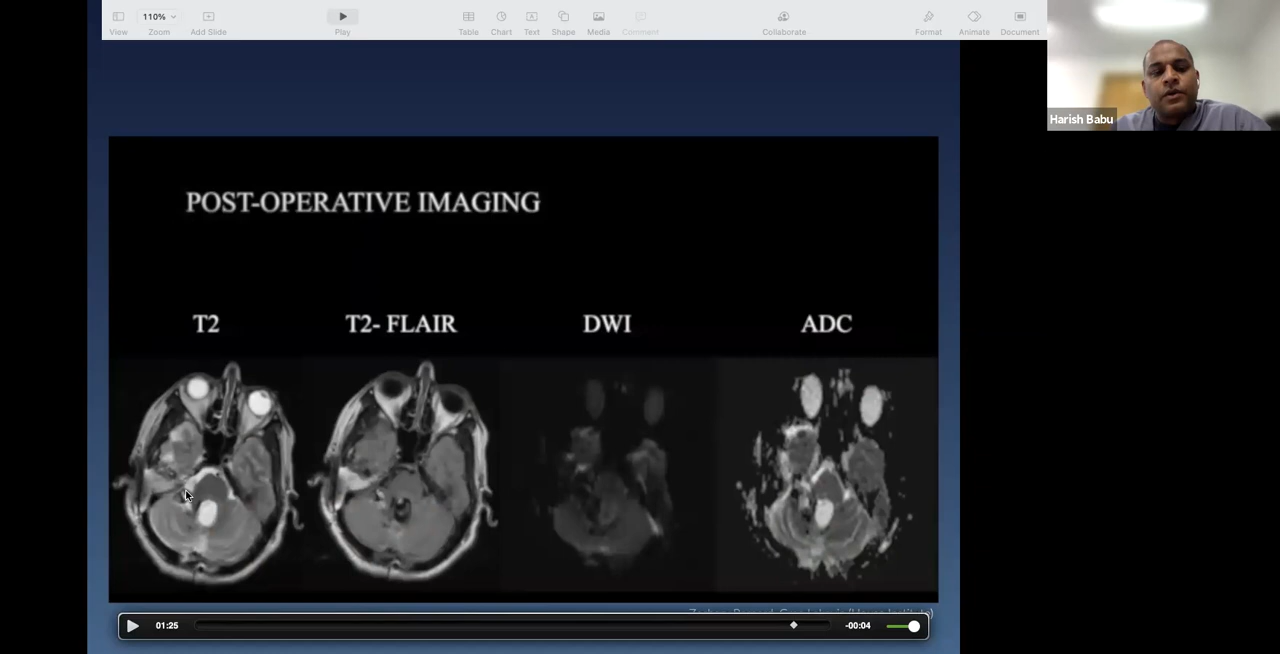 110%
View Zoom Add Slide Play Table Chart Text Shape Media Comment Collaborate Format Animate Document
Harish Babu
POST-OPERATIVE IMAGING
T2 T2- FLAIR DWI ADC
01:25 -00:04